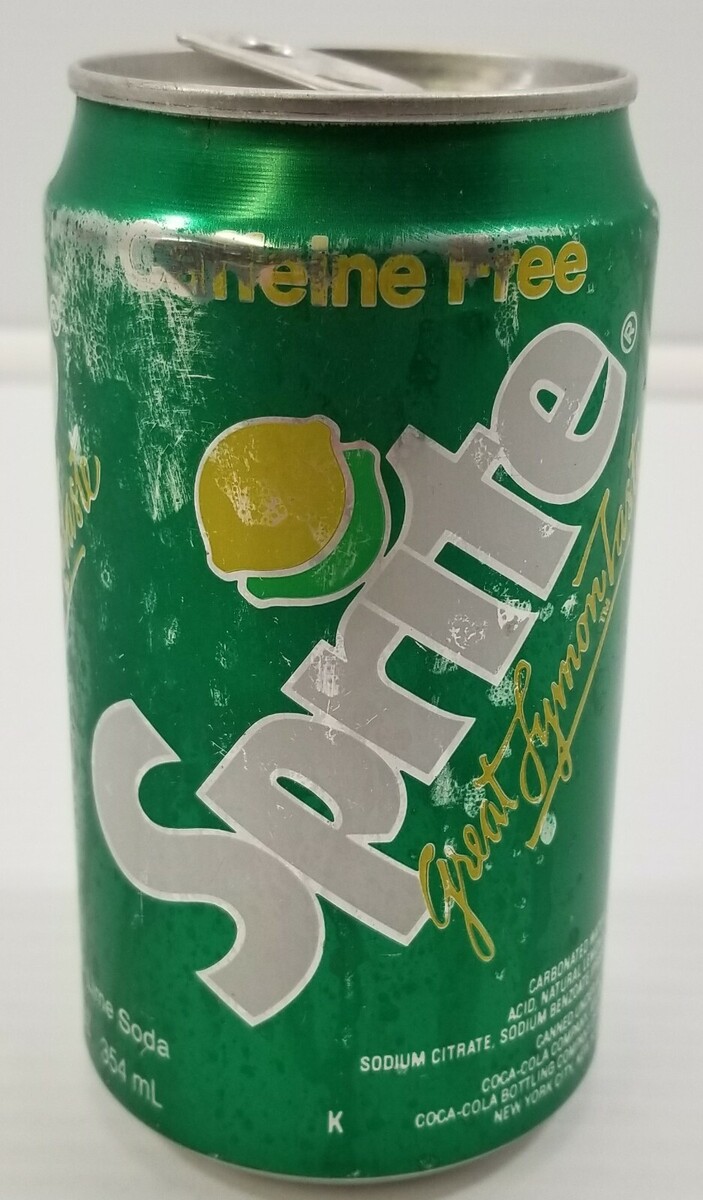 Caffeine Free
Sprite®
Great Lymon Taste
™
Lime Soda
354 mL
K
CARBONATED
ACID, NATURAL
SODIUM CITRATE, SODIUM BENZOATE
CANNED
COCA-COLA
COCA-COLA BOTTLING
NEW YORK CITY,